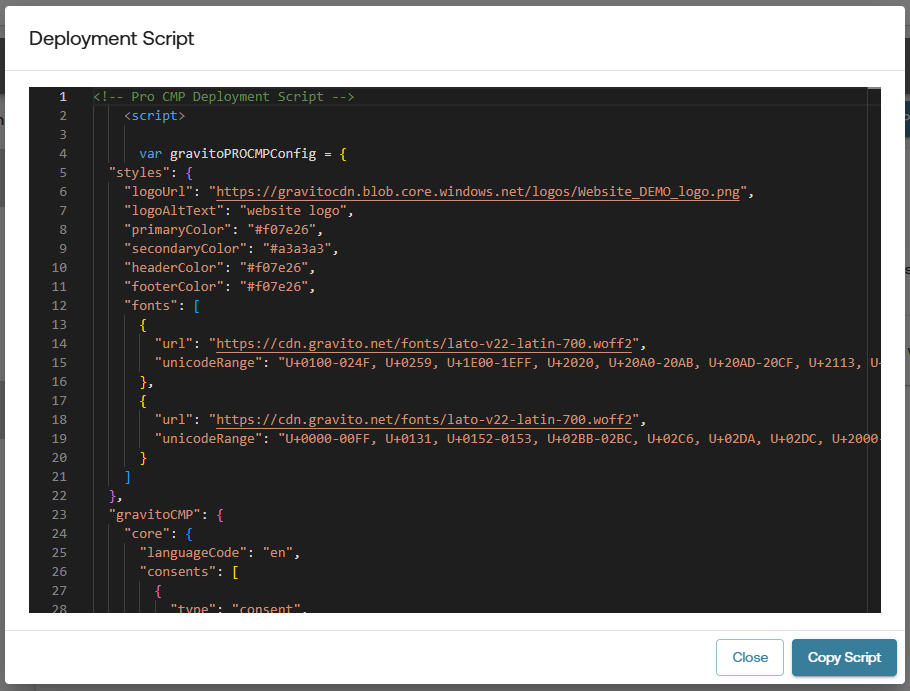 Deployment Script
1 <!-- Pro CMP Deployment Script -->
2 <script>
3
4 var gravitoPROCMPConfig = {
5 "styles": {
6 "logoUrl": "https://gravitocdn.blob.core.windows.net/logos/Website_DEMO_logo.png",
7 "logoAltText": "website logo",
8 "primaryColor": "#f07e26",
9 "secondaryColor": "#a3a3a3",
10 "headerColor": "#f07e26",
11 "footerColor": "#f07e26",
12 "fonts": [
13 {
14 "url": "https://cdn.gravito.net/fonts/lato-v22-latin-700.woff2",
15 "unicodeRange": "U+0100-024F, U+0259, U+1E00-1EFF, U+2020, U+20A0-20AB, U+20AD-20CF, U+2113, U-
16 },
17 {
18 "url": "https://cdn.gravito.net/fonts/lato-v22-latin-700.woff2",
19 "unicodeRange": "U+0000-00FF, U+0131, U+0152-0153, U+02BB-02BC, U+02C6, U+02DA, U+02DC, U+2000-
20 }
21 ]
22 },
23 "gravitoCMP": {
24 "core": {
25 "languageCode": "en",
26 "consents": [
27 {
28 "type": "consent",
Close
Copy Script